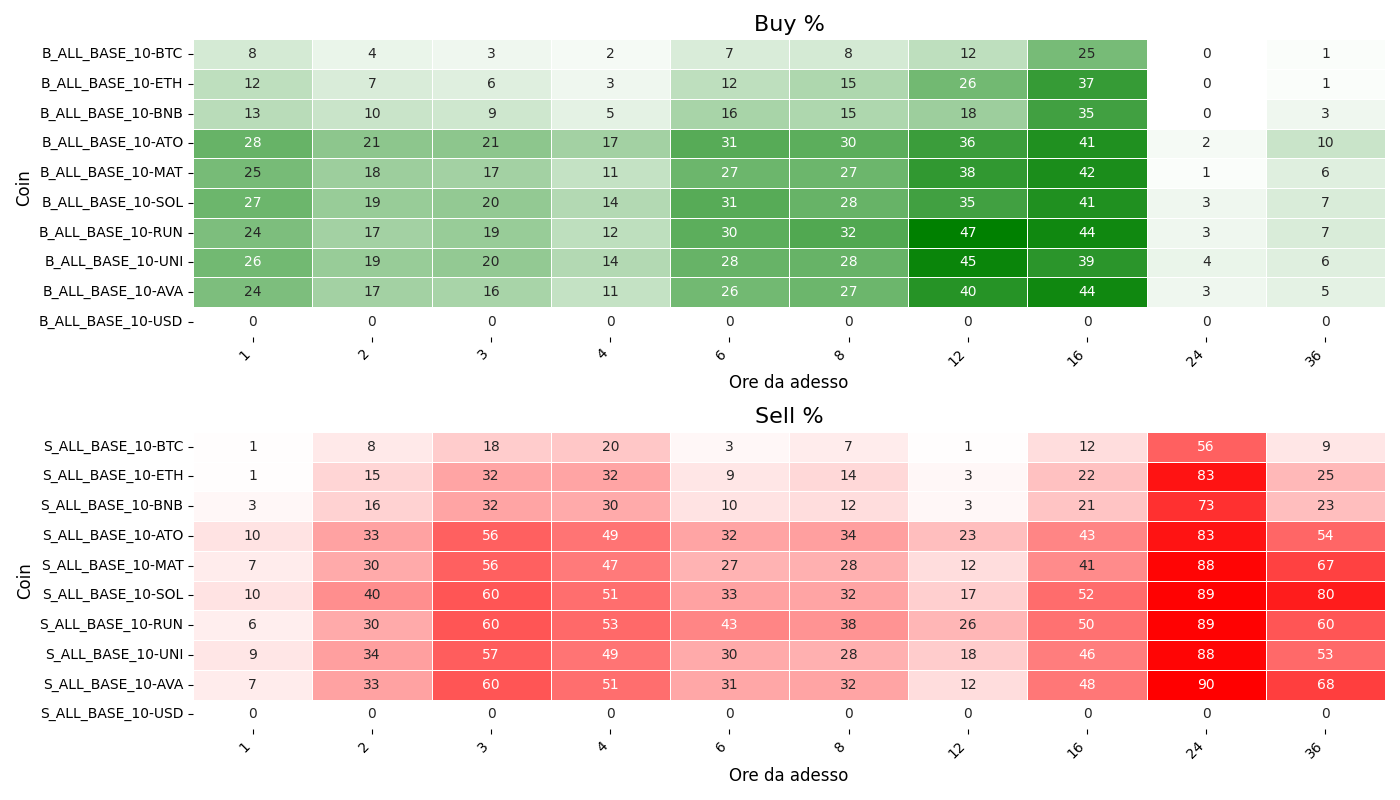 Buy %
Coin
B_ALL_BASE_10-BTC 8 4 3 2 7 8 12 25 0 1
B_ALL_BASE_10-ETH 12 7 6 3 12 15 26 37 0 1
B_ALL_BASE_10-BNB 13 10 9 5 16 15 18 35 0 3
B_ALL_BASE_10-ATO 28 21 21 17 31 30 36 41 2 10
B_ALL_BASE_10-MAT 25 18 17 11 27 27 38 42 1 6
B_ALL_BASE_10-SOL 27 19 20 14 31 28 35 41 3 7
B_ALL_BASE_10-RUN 24 17 19 12 30 32 47 44 3 7
B_ALL_BASE_10-UNI 26 19 20 14 28 28 45 39 4 6
B_ALL_BASE_10-AVA 24 17 16 11 26 27 40 44 3 5
B_ALL_BASE_10-USD 0 0 0 0 0 0 0 0 0 0
1 2 3 4 6 8 12 16 24 36
Ore da adesso
Sell %
Coin
S_ALL_BASE_10-BTC 1 8 18 20 3 7 1 12 56 9
S_ALL_BASE_10-ETH 1 15 32 32 9 14 3 22 83 25
S_ALL_BASE_10-BNB 3 16 32 30 10 12 3 21 73 23
S_ALL_BASE_10-ATO 10 33 56 49 32 34 23 43 83 54
S_ALL_BASE_10-MAT 7 30 56 47 27 28 12 41 88 67
S_ALL_BASE_10-SOL 10 40 60 51 33 32 17 52 89 80
S_ALL_BASE_10-RUN 6 30 60 53 43 38 26 50 89 60
S_ALL_BASE_10-UNI 9 34 57 49 30 28 18 46 88 53
S_ALL_BASE_10-AVA 7 33 60 51 31 32 12 48 90 68
S_ALL_BASE_10-USD 0 0 0 0 0 0 0 0 0 0
1 2 3 4 6 8 12 16 24 36
Ore da adesso